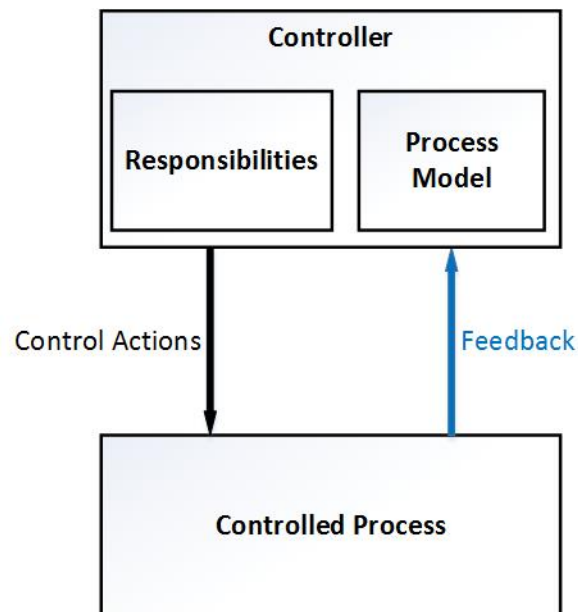 Controller
Responsibilities
Process
Model
Control Actions
Feedback
Controlled Process